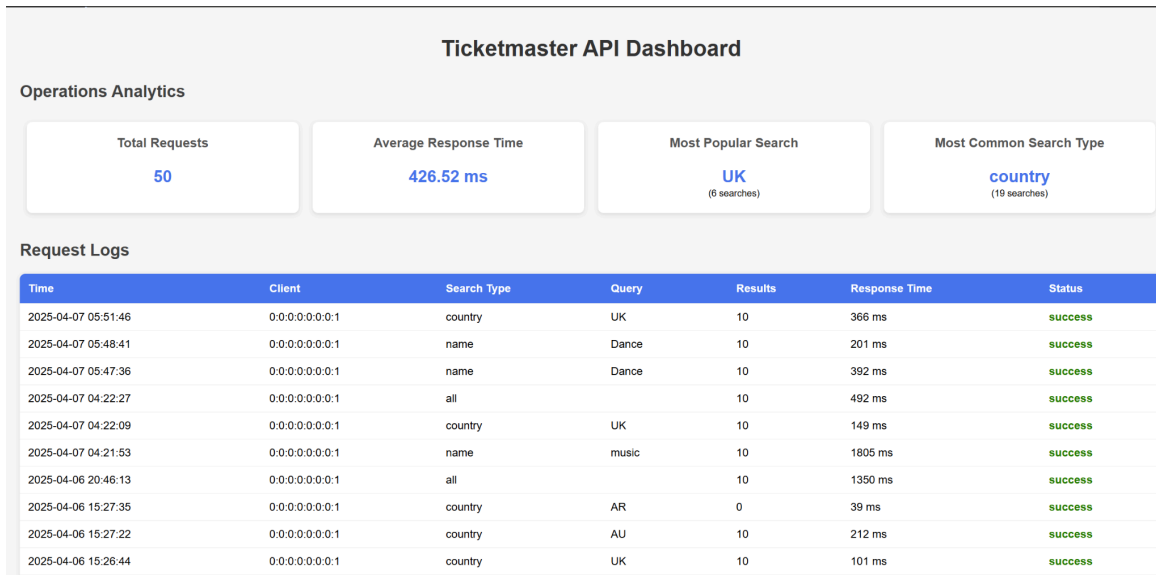 Ticketmaster API Dashboard
Operations Analytics
Total Requests Average Response Time Most Popular Search Most Common Search Type
50 426.52 ms UK country
(6 searches) (19 searches)
Request Logs
Time Client Search Type Query Results Response Time Status
2025-04-07 05:51:46 0:0:0:0:0:0:0:1 country UK 10 366 ms success
2025-04-07 05:48:41 0:0:0:0:0:0:0:1 name Dance 10 201 ms success
2025-04-07 05:47:36 0:0:0:0:0:0:0:1 name Dance 10 392 ms success
2025-04-07 04:22:27 0:0:0:0:0:0:0:1 all 10 492 ms success
2025-04-07 04:22:09 0:0:0:0:0:0:0:1 country UK 10 149 ms success
2025-04-07 04:21:53 0:0:0:0:0:0:0:1 name music 10 1805 ms success
2025-04-06 20:46:13 0:0:0:0:0:0:0:1 all 10 1350 ms success
2025-04-06 15:27:35 0:0:0:0:0:0:0:1 country AR 0 39 ms success
2025-04-06 15:27:22 0:0:0:0:0:0:0:1 country AU 10 212 ms success
2025-04-06 15:26:44 0:0:0:0:0:0:0:1 country UK 10 101 ms success